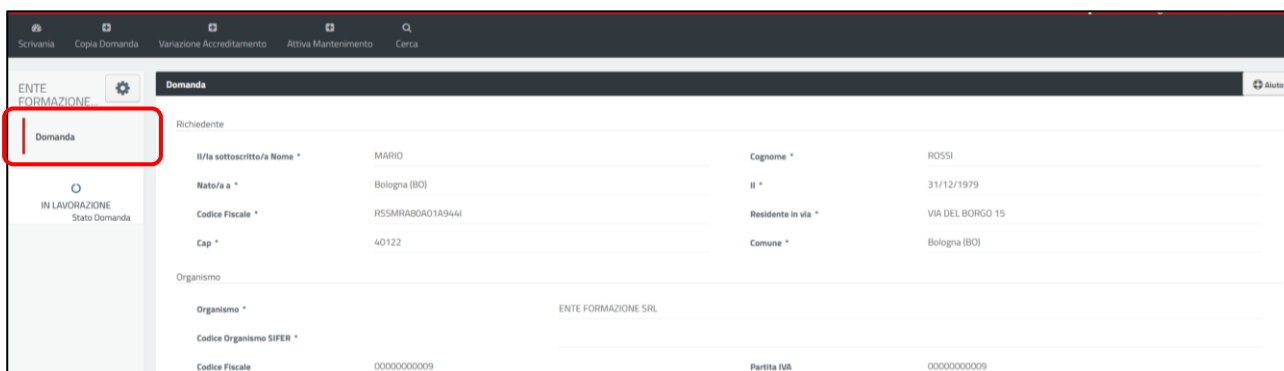 Scrivania Copia Domanda Variazione Accreditamento Attiva Mantenimento Cerca
ENTE
FORMAZIONE...
Domanda
IN LAVORAZIONE
Stato Domanda
Domanda Aiuto
Richiedente
Il/la sottoscritto/a Nome * MARIO Cognome * ROSSI
Nato/a a * Bologna (BO) Il * 31/12/1979
Codice Fiscale * RSSMRA80A01A944I Residente in via * VIA DEL BORGO 15
Cap * 40122 Comune * Bologna (BO)
Organismo
Organismo * ENTE FORMAZIONE SRL
Codice Organismo SIFER *
Codice Fiscale 00000000009 Partita IVA 00000000009